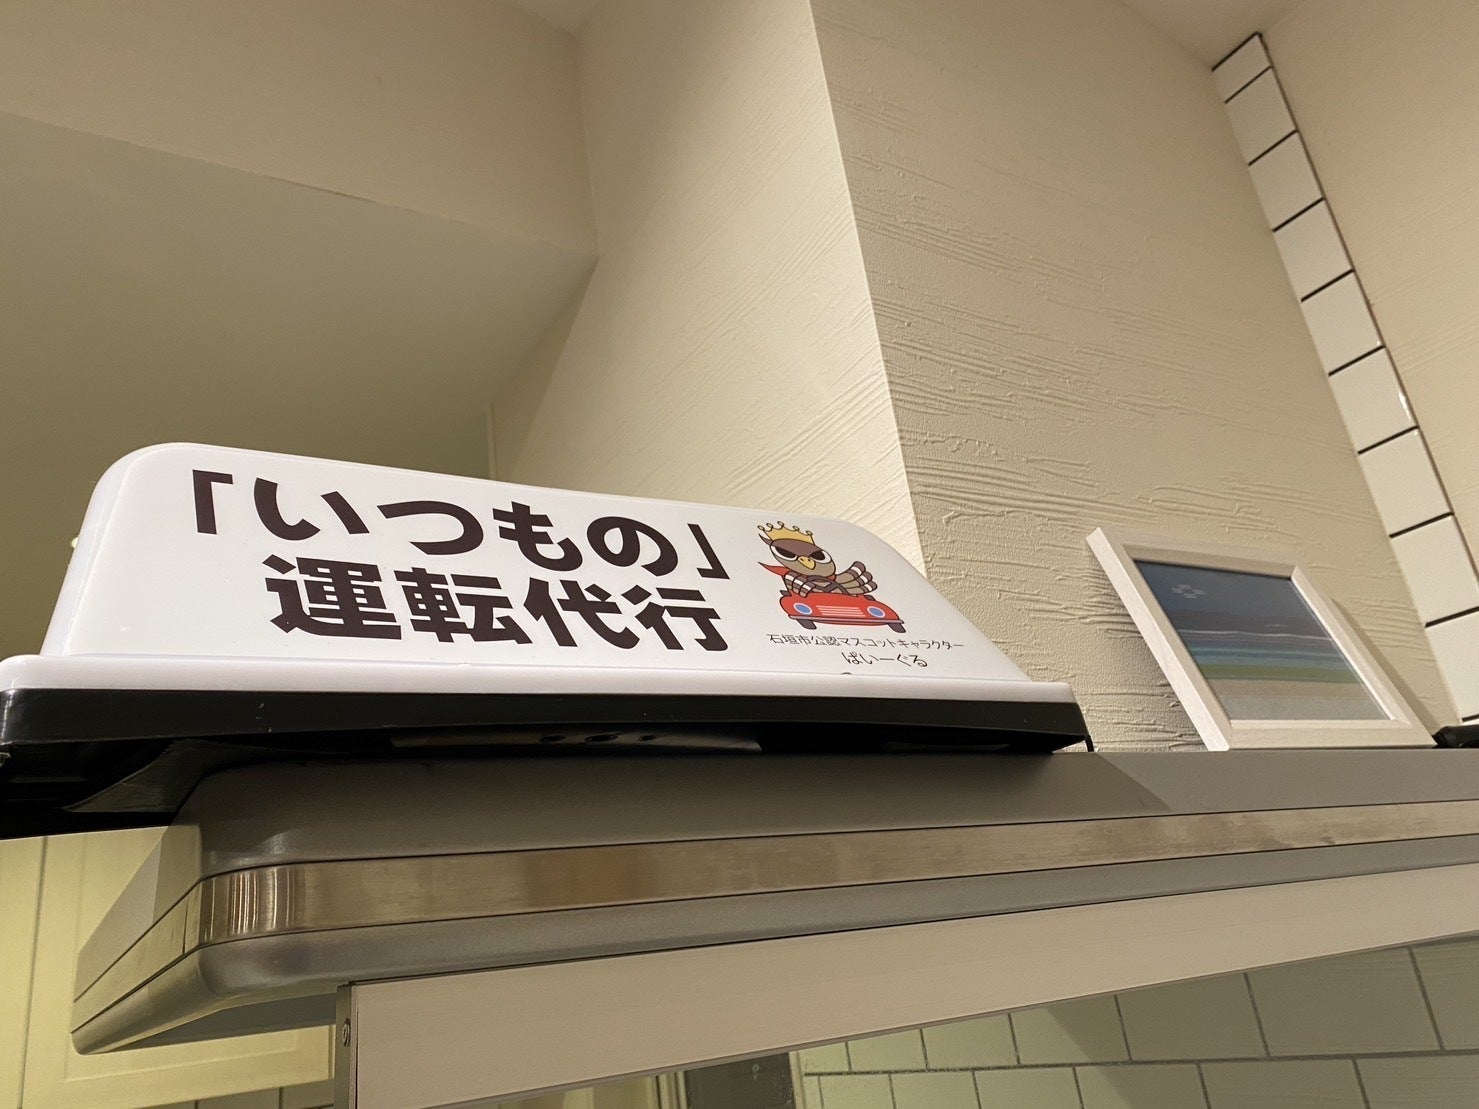 「いつもの」
運転代行
石垣市公認マスコットキャラクター
ぱいーぐる